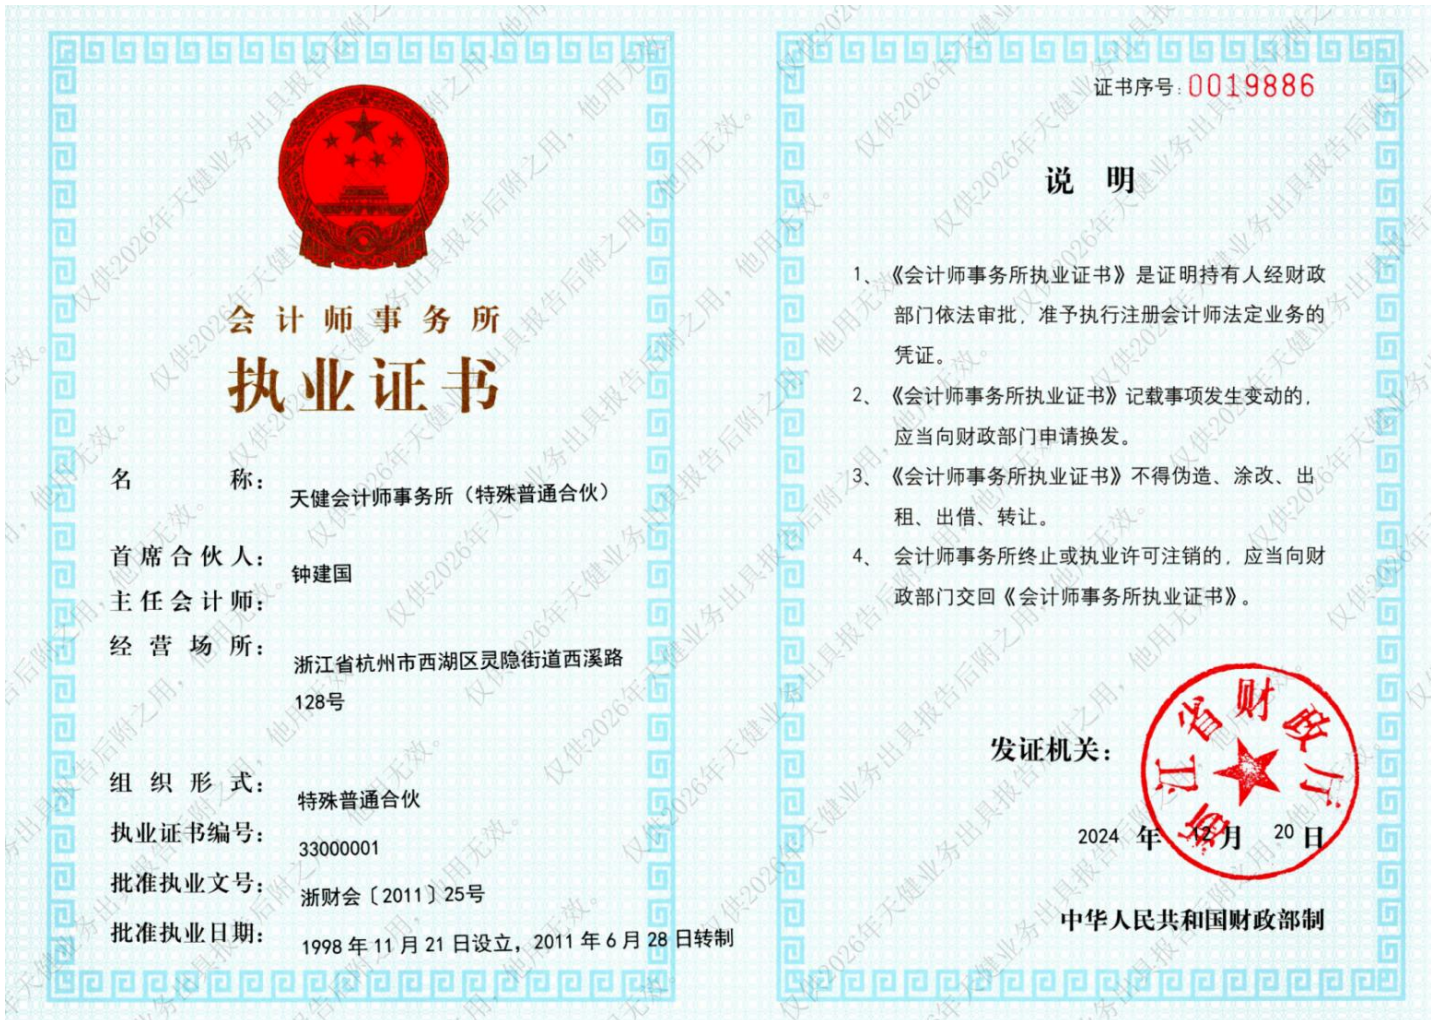 会计师事务所
执业证书
名称：
天健会计师事务所（特殊普通合伙）
首席合伙人：
钟建国
主任会计师：
经营场所：
浙江省杭州市西湖区灵隐街道西溪路
128号
组织形式：
特殊普通合伙
执业证书编号：
33000001
批准执业文号：
浙财会〔2011〕25号
批准执业日期：
1998年11月21日设立，2011年6月28日转制
证书序号：0019886
说明
1、《会计师事务所执业证书》是证明持有人经财政
部门依法审批，准予执行注册会计师法定业务的
凭证。
2、《会计师事务所执业证书》记载事项发生变动的，
应当向财政部门申请换发。
3、《会计师事务所执业证书》不得伪造、涂改、出
租、出借、转让。
4、会计师事务所终止或执业许可注销的，应当向财
政部门交回《会计师事务所执业证书》。
发证机关：
浙江省财政厅
2024年12月20日
中华人民共和国财政部制
仅供2026年天健业务出具报告后附之用，他用无效。